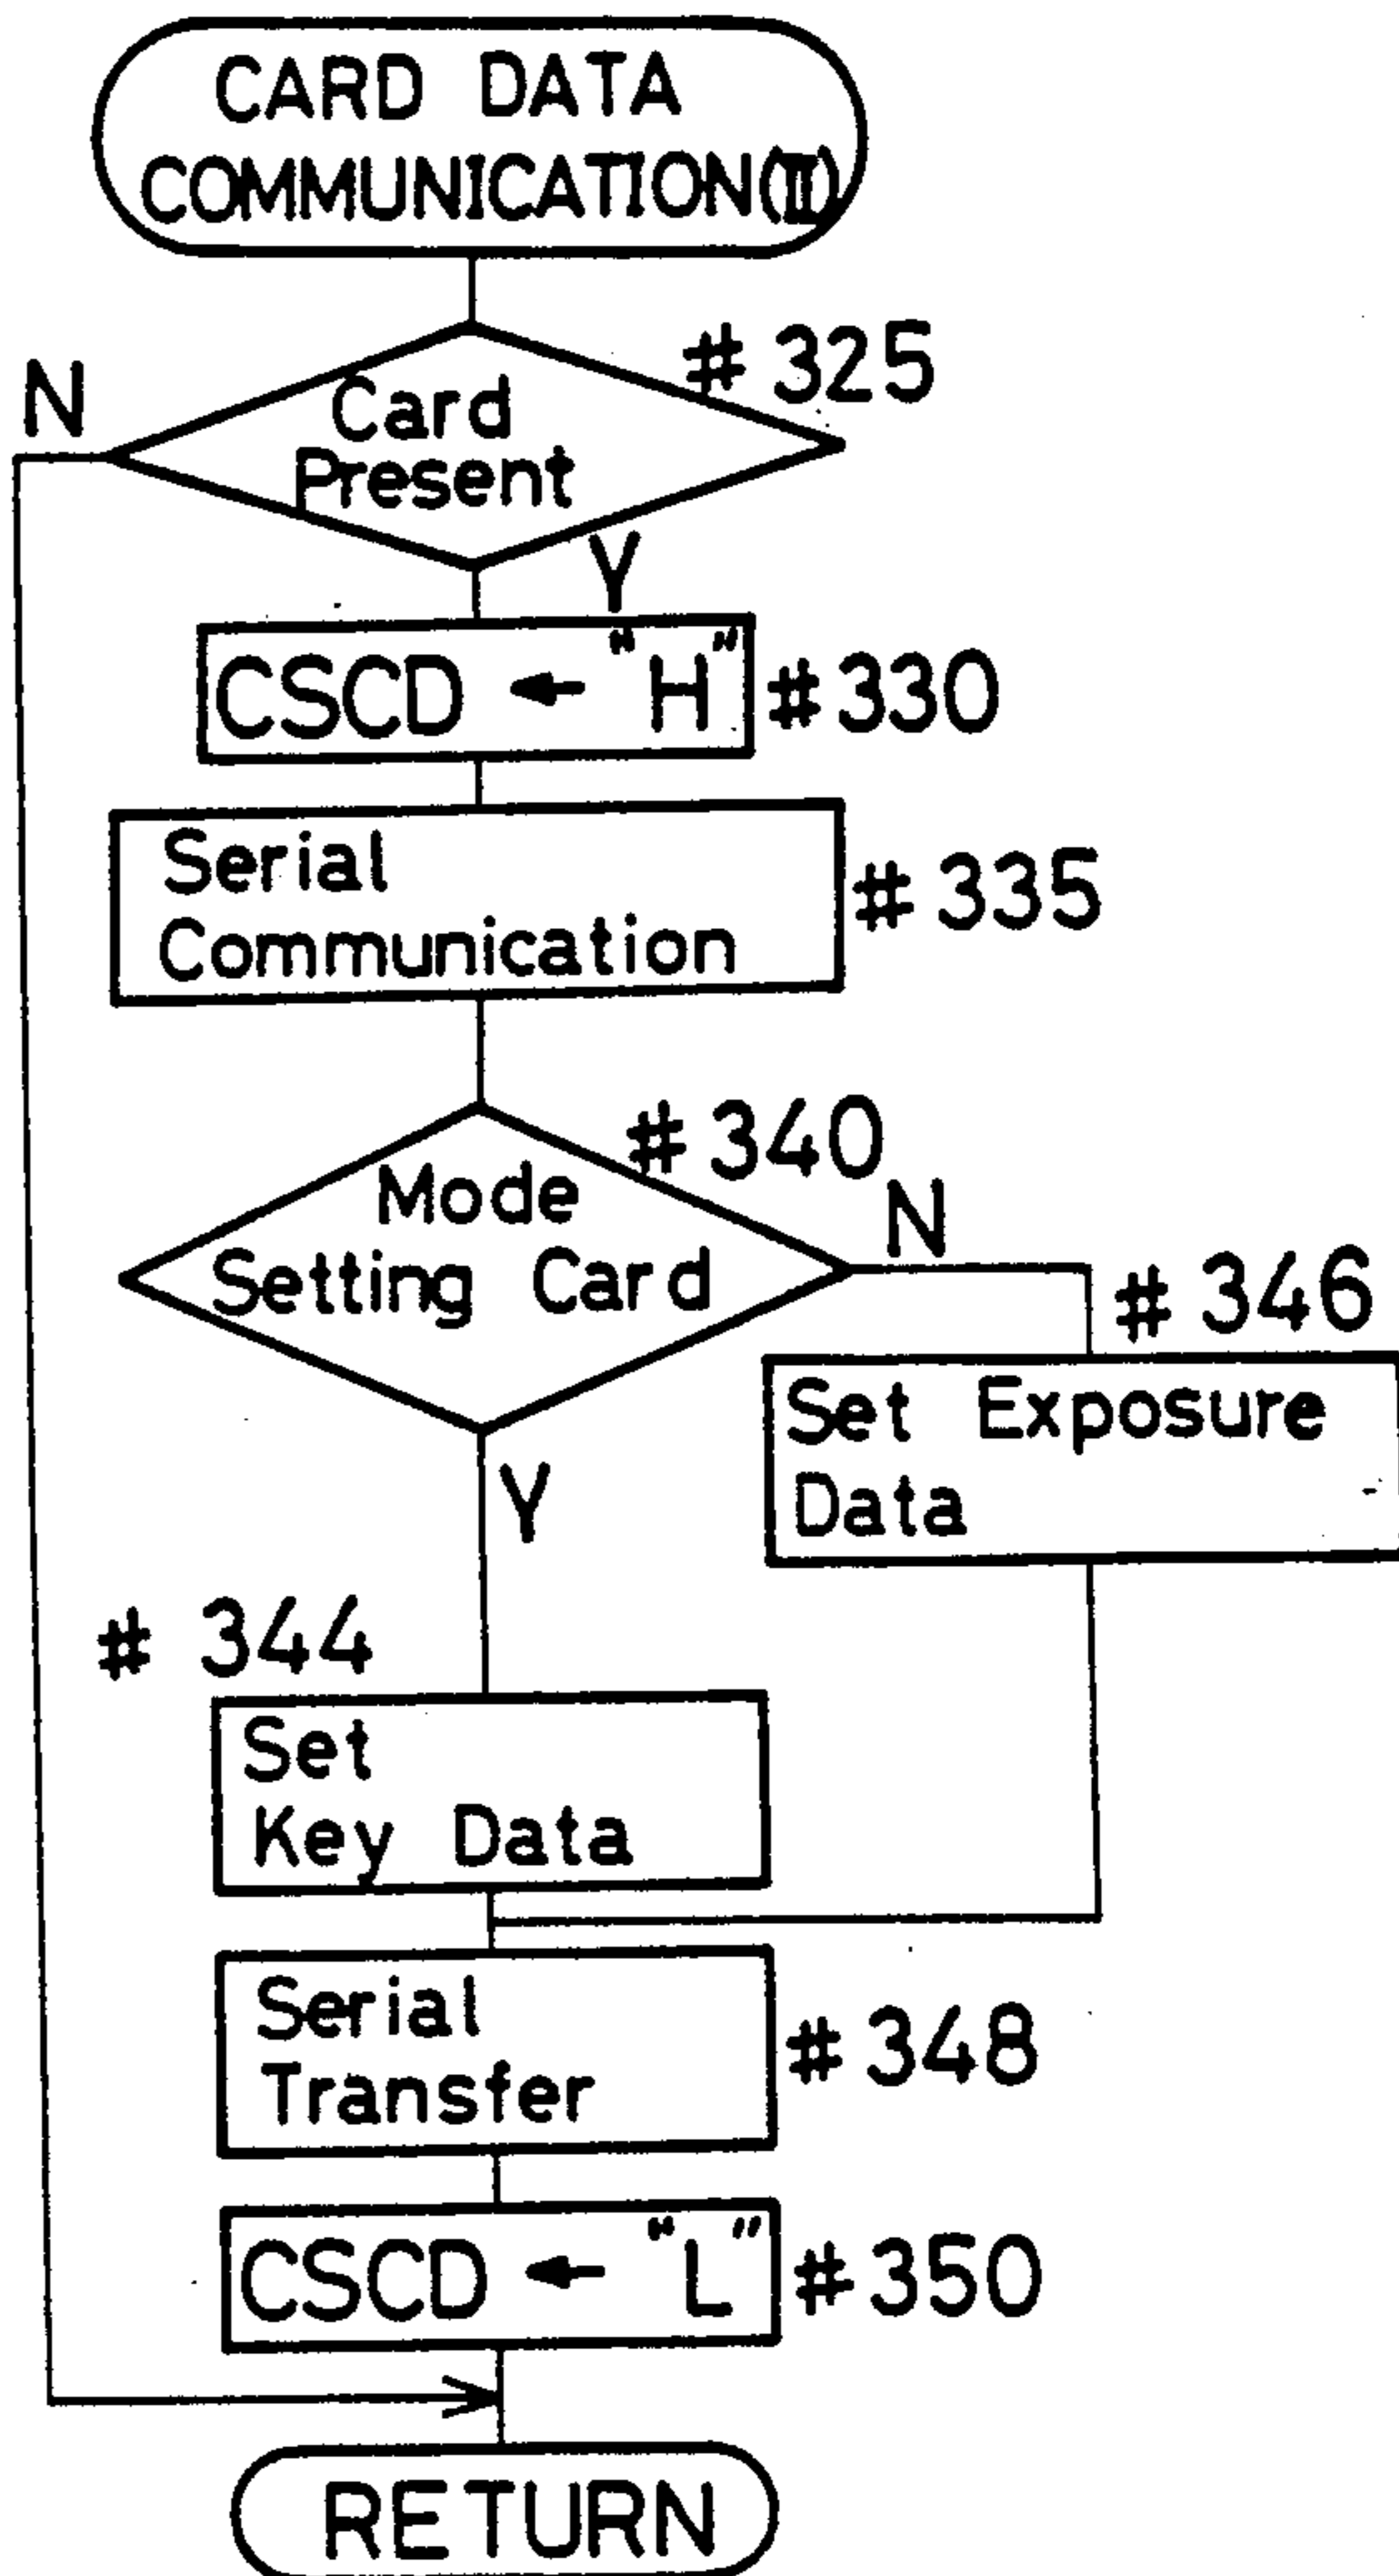 CARD DATA
COMMUNICATION(II)
# 325
N
Card
Present
Y
CSCD ← "H"
#330
Serial
Communication
# 335
# 340
Mode
Setting Card
N
# 346
Set Exposure
Data
Y
# 344
Set
Key Data
Serial
Transfer
# 348
CSCD ← "L"
#350
RETURN